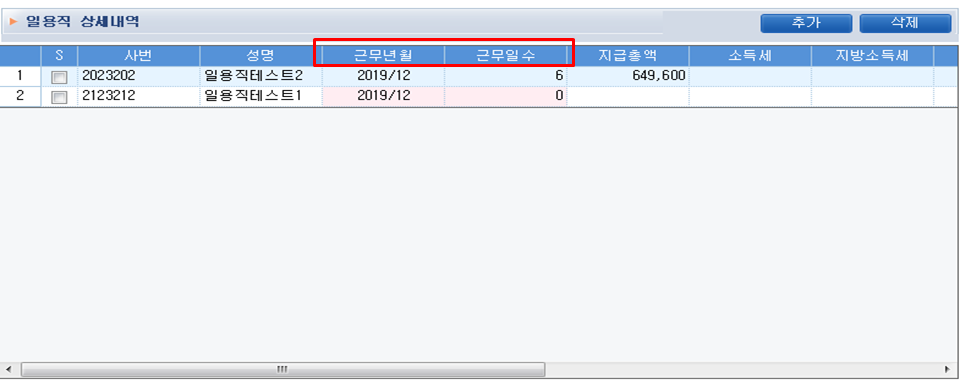 일용직 상세내역 추가 삭제
S 사번 성명 근무년월 근무일수 지급총액 소득세 지방소득세
1 2023202 일용직테스트2 2019/12 6 649,600
2 2123212 일용직테스트1 2019/12 0